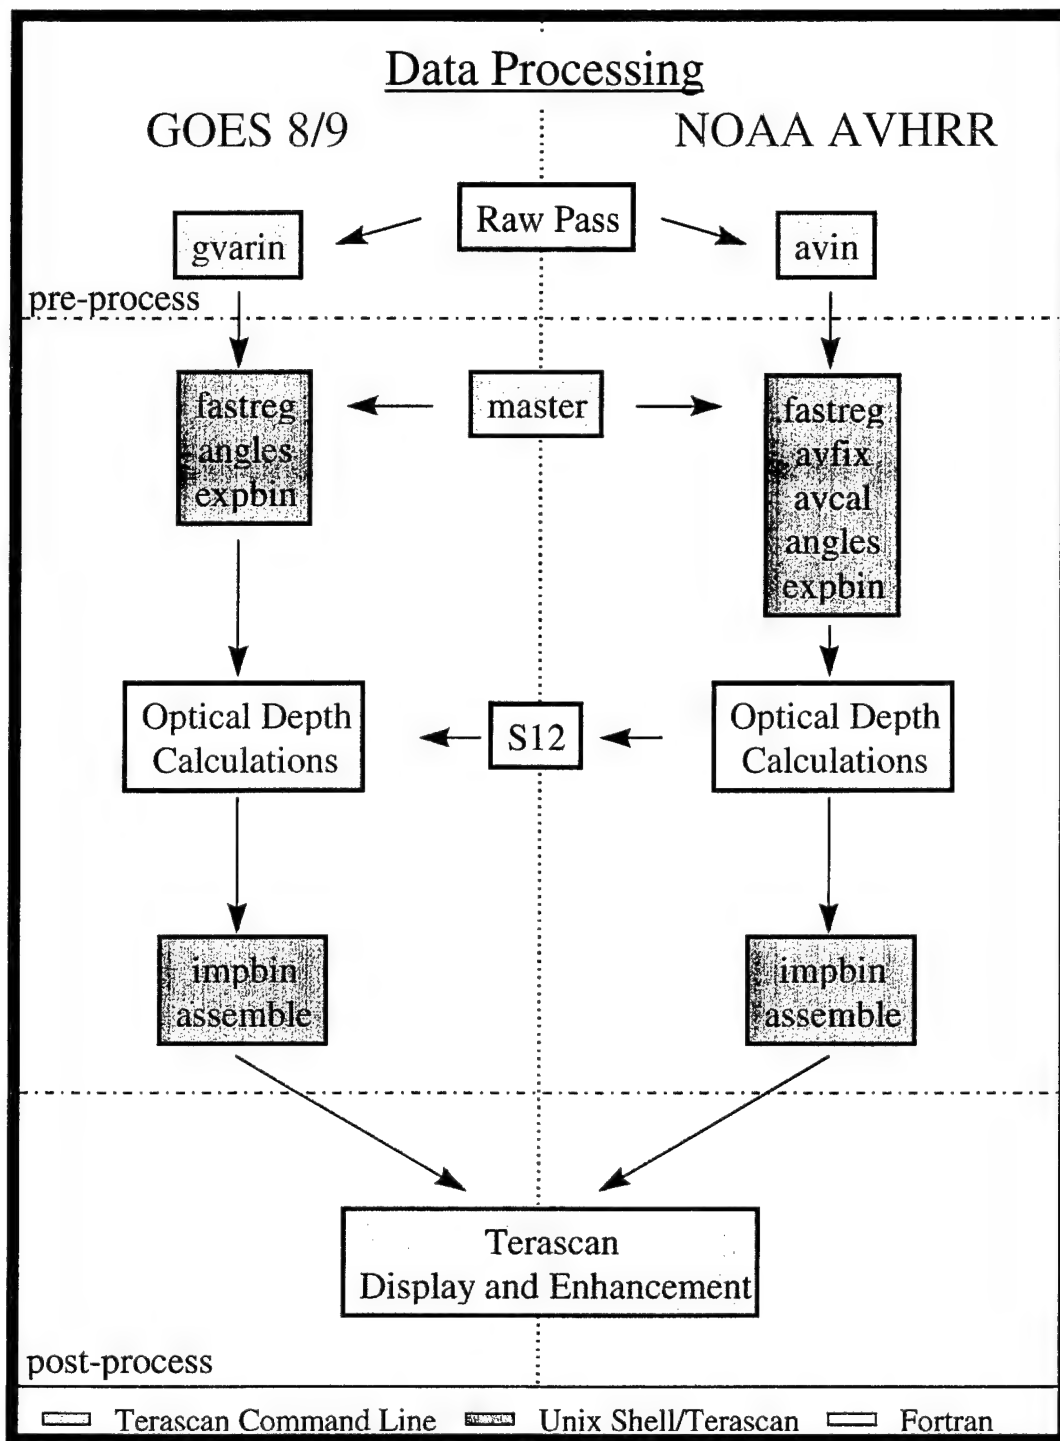 Data Processing
GOES 8/9
NOAA AVHRR
Raw Pass
gvarin
avin
pre-process
master
fastreg
angles
expbin
fastreg
avfix
avcal
angles
expbin
Optical Depth
Calculations
S12
Optical Depth
Calculations
impbin
assemble
impbin
assemble
Terascan
Display and Enhancement
post-process
Terascan Command Line
Unix Shell/Terascan
Fortran